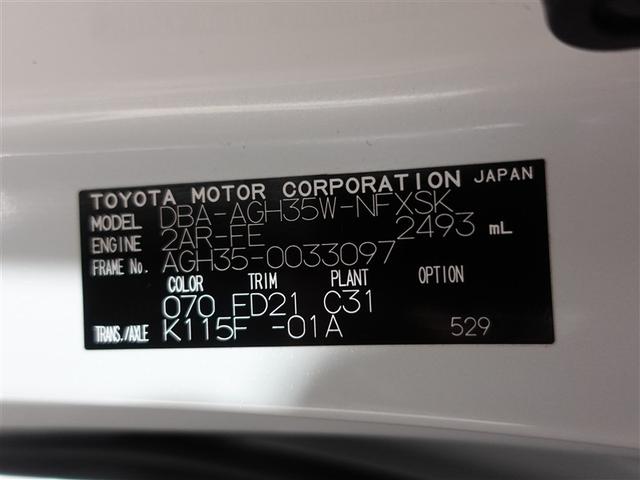 TOYOTA MOTOR CORPORATION JAPAN
MODEL DBA-AGH35W-NFXSK
ENGINE 2AR-FE 2493 mL
FRAME No. AGH35-0033097
COLOR TRIM PLANT OPTION
070 FD21 C31
TRANS./AXLE K115F -01A 529